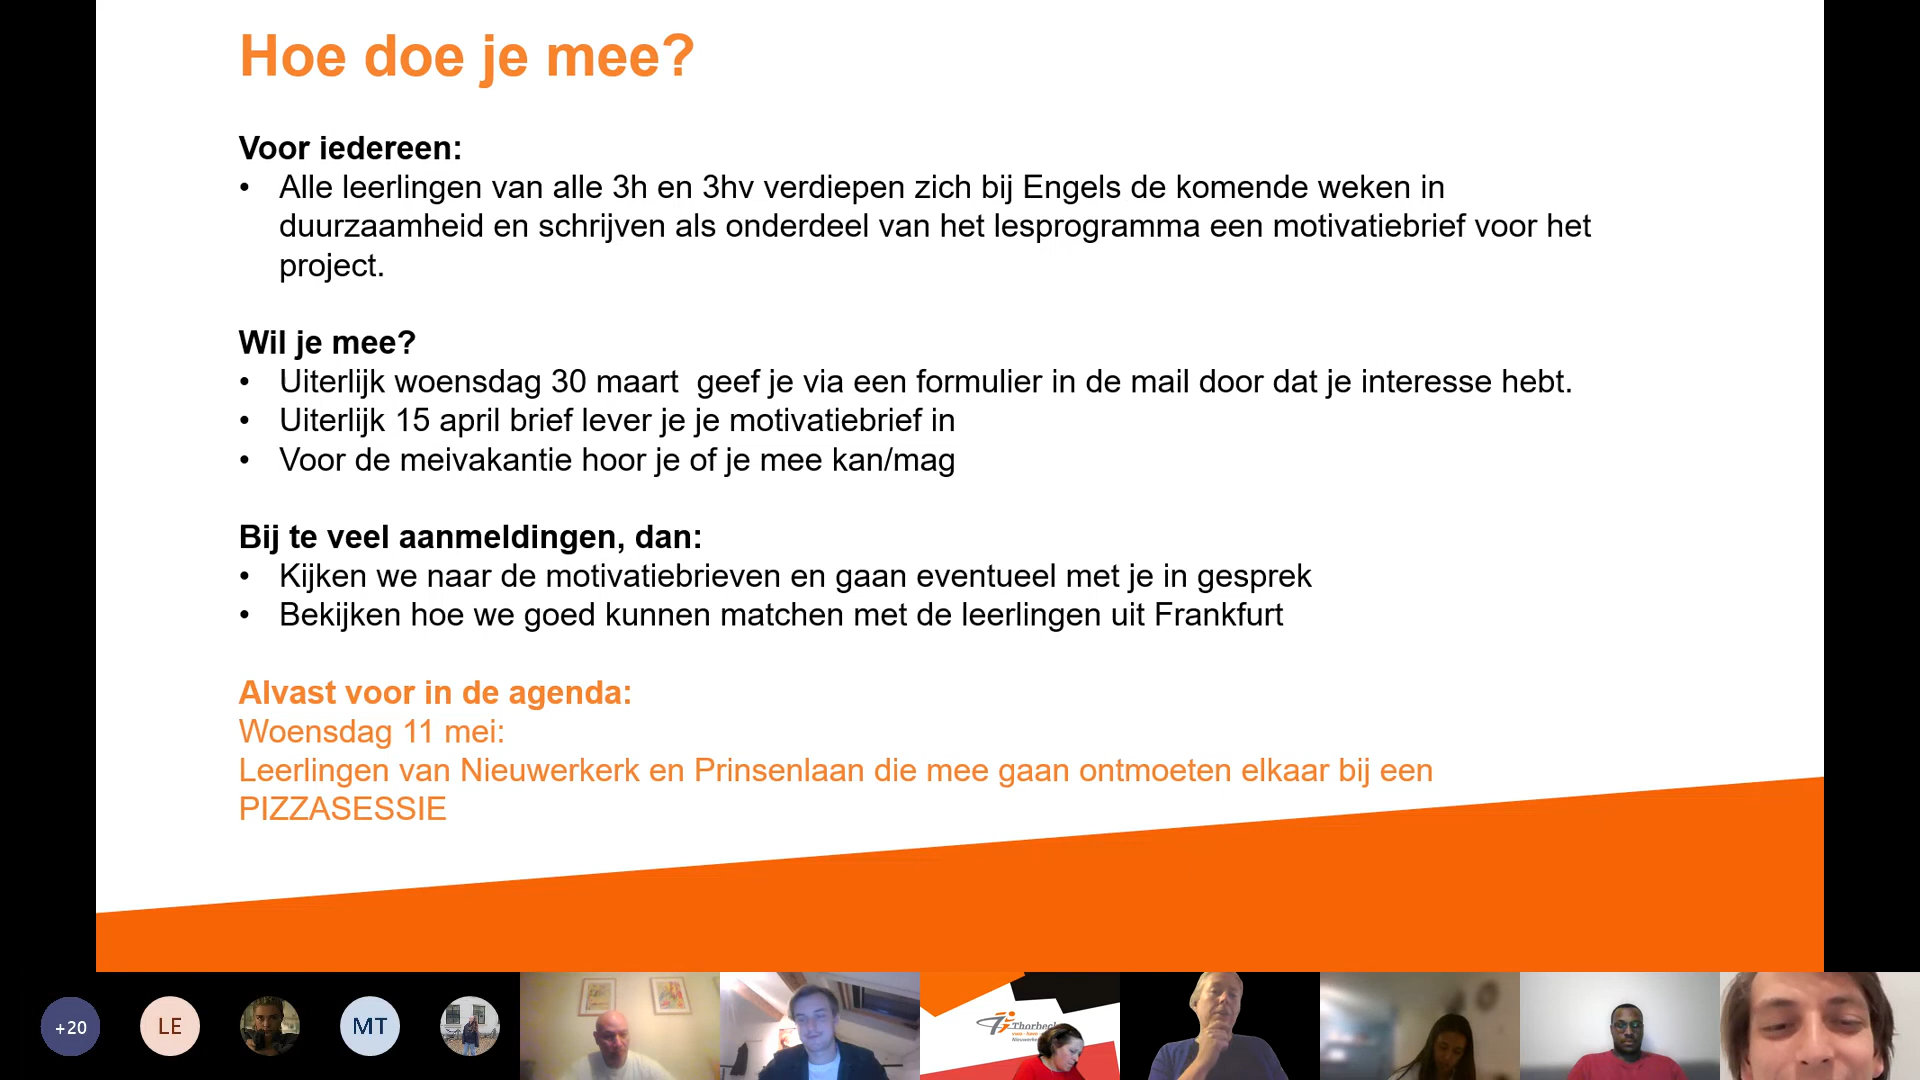 Hoe doe je mee?
Voor iedereen:
• Alle leerlingen van alle 3h en 3hv verdiepen zich bij Engels de komende weken in
duurzaamheid en schrijven als onderdeel van het lesprogramma een motivatiebrief voor het
project.
Wil je mee?
• Uiterlijk woensdag 30 maart  geef je via een formulier in de mail door dat je interesse hebt.
• Uiterlijk 15 april brief lever je je motivatiebrief in
• Voor de meivakantie hoor je of je mee kan/mag
Bij te veel aanmeldingen, dan:
• Kijken we naar de motivatiebrieven en gaan eventueel met je in gesprek
• Bekijken hoe we goed kunnen matchen met de leerlingen uit Frankfurt
Alvast voor in de agenda:
Woensdag 11 mei:
Leerlingen van Nieuwerkerk en Prinsenlaan die mee gaan ontmoeten elkaar bij een
PIZZASESSIE
+20
LE
MT